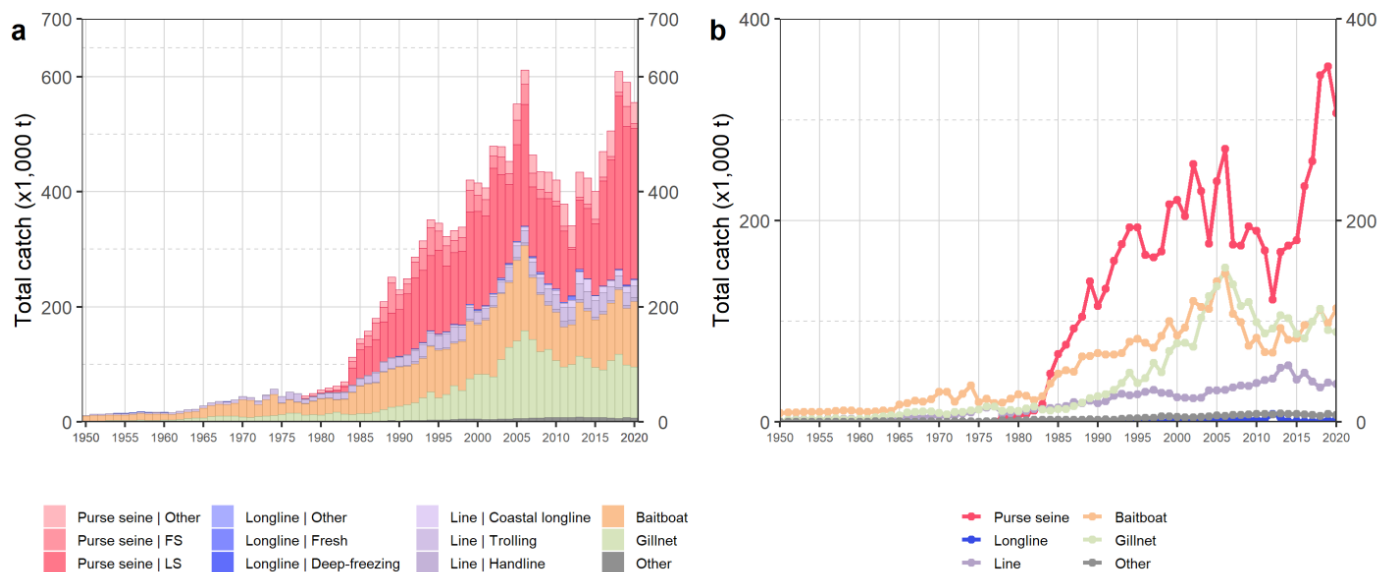 a
b
700
600
400
200
0
700
600
400
200
0
Total catch (x1,000 t)
1950 1955 1960 1965 1970 1975 1980 1985 1990 1995 2000 2005 2010 2015 2020
400
200
0
400
200
0
Total catch (x1,000 t)
1950 1955 1960 1965 1970 1975 1980 1985 1990 1995 2000 2005 2010 2015 2020
Purse seine | Other Longline | Other Line | Coastal longline Baitboat
Purse seine | FS Longline | Fresh Line | Trolling Gillnet
Purse seine | LS Longline | Deep-freezing Line | Handline Other
Purse seine Baitboat
Longline Gillnet
Line Other